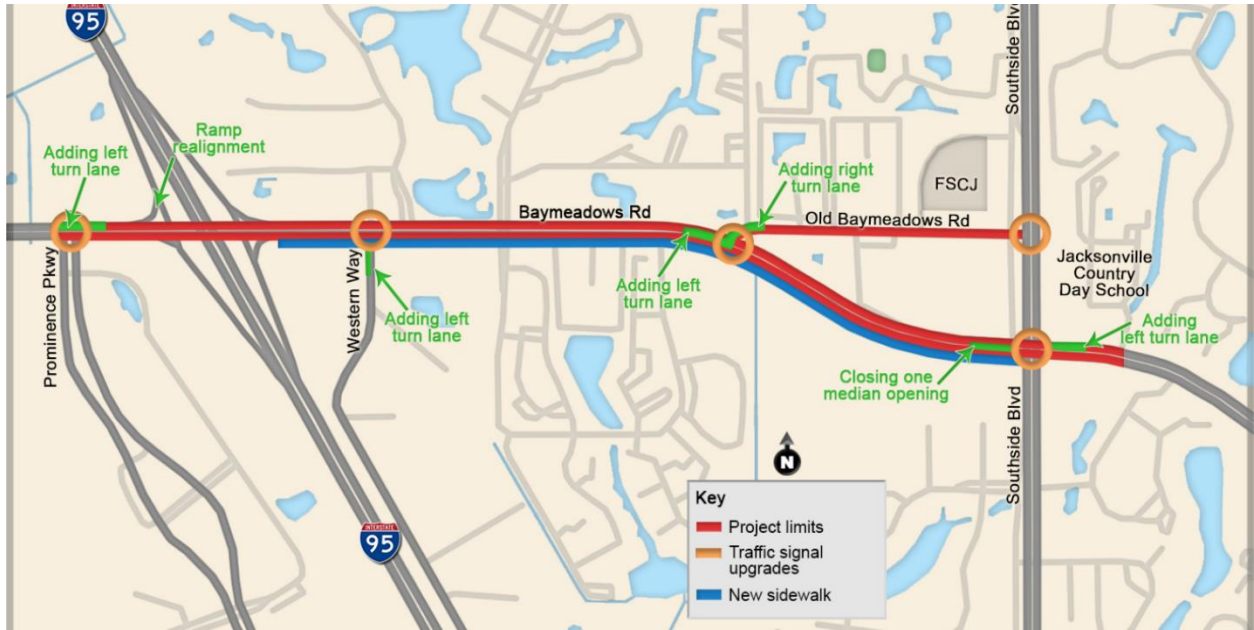 INTERSTATE
95
Southside Blvd
Ramp
realignment
Adding left
turn lane
Adding right
turn lane
FSCJ
Baymeadows Rd
Old Baymeadows Rd
Prominence Pkwy
Western Way
Adding left
turn lane
Adding left
turn lane
Jacksonville
Country
Day School
Adding
left turn lane
Closing one
median opening
Southside Blvd
N
INTERSTATE
95
Key
Project limits
Traffic signal
upgrades
New sidewalk